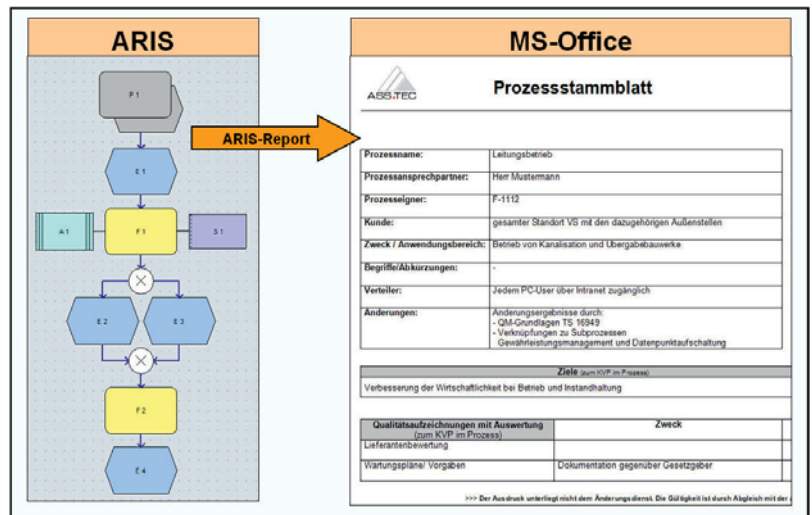 ARIS
P 1
E 1
A 1
F 1
S 1
E 2
E 3
F 2
E 4
ARIS-Report
MS-Office
ASS.TEC
Prozessstammblatt
Prozessname: Leitungsbetrieb
Prozessansprechpartner: Herr Mustermann
Prozesseigner: F-1112
Kunde: gesamter Standort VS mit den dazugehörigen Außenstellen
Zweck / Anwendungsbereich: Betrieb von Kanalisation und Übergabebauwerke
Begriffe/Abkürzungen: -
Verteiler: Jedem PC-User über Intranet zugänglich
Änderungen: Änderungsergebnisse durch:
- QM-Grundlagen TS 16949
- Verknüpfungen zu Subprozessen
Gewährleistungsmanagement und Datenpunktaufschaltung
Ziele (zum KVP im Prozess)
Verbesserung der Wirtschaftlichkeit bei Betrieb und Instandhaltung
Qualitätsaufzeichnungen mit Auswertung Zweck
(zum KVP im Prozess)
Lieferantenbewertung
Wartungspläne/ Vorgaben Dokumentation gegenüber Gesetzgeber
>>> Der Ausdruck unterliegt nicht dem Änderungsdienst. Die Gültigkeit ist durch Abgleich mit der